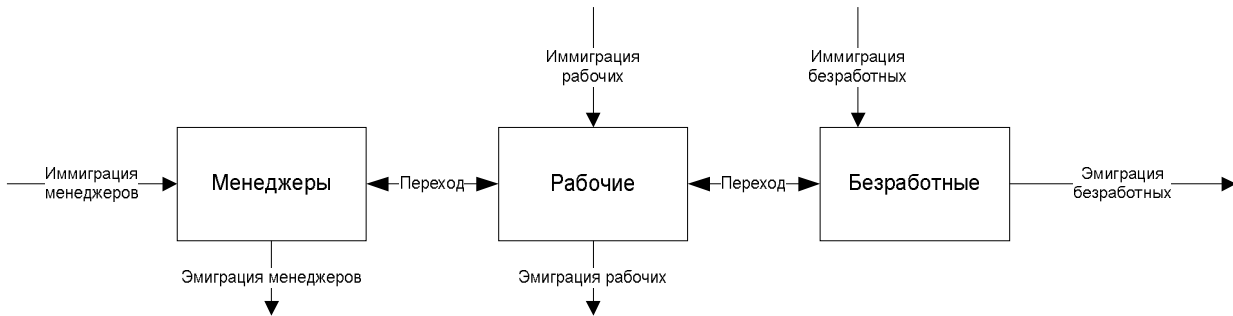 Иммиграция
рабочих
Иммиграция
безработных
Иммиграция
менеджеров
Менеджеры
Переход
Рабочие
Переход
Безработные
Эмиграция
безработных
Эмиграция менеджеров
Эмиграция рабочих